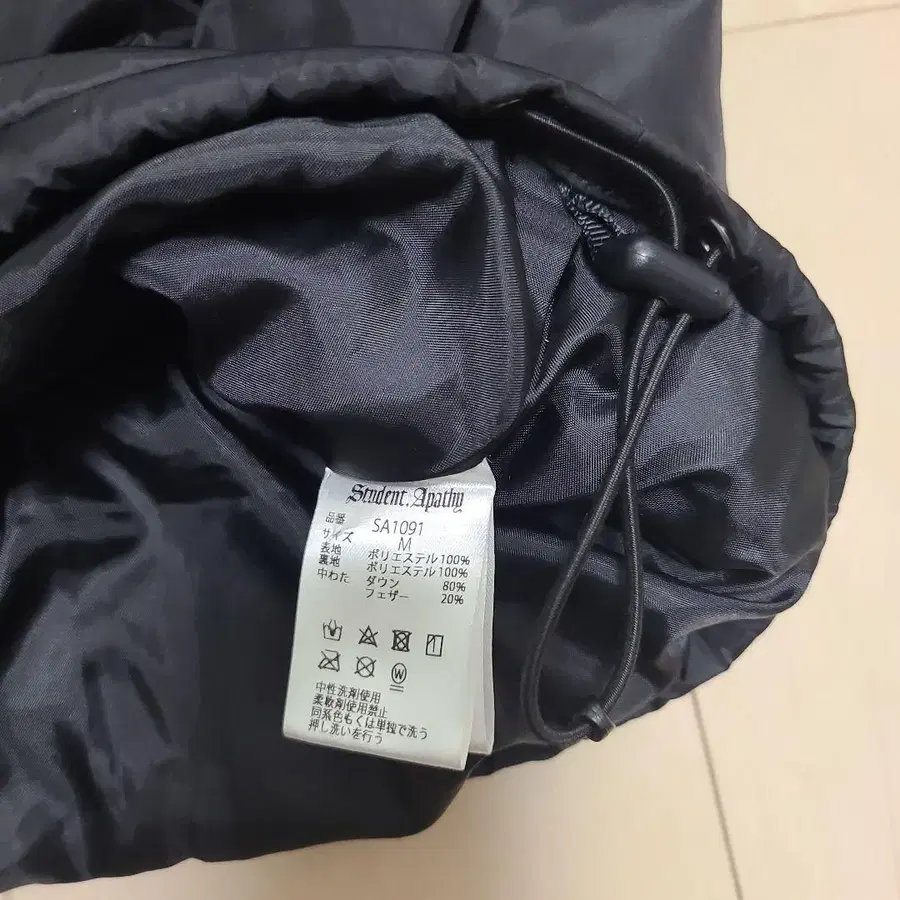 Student.Apathy
品番 SA1091
サイズ M
表地 ポリエステル100%
裏地 ポリエステル100%
中わた ダウン 80%
フェザー 20%
W
中性洗剤使用
柔軟剤使用禁止
同系色もくは単独で洗う
押し洗いを行う